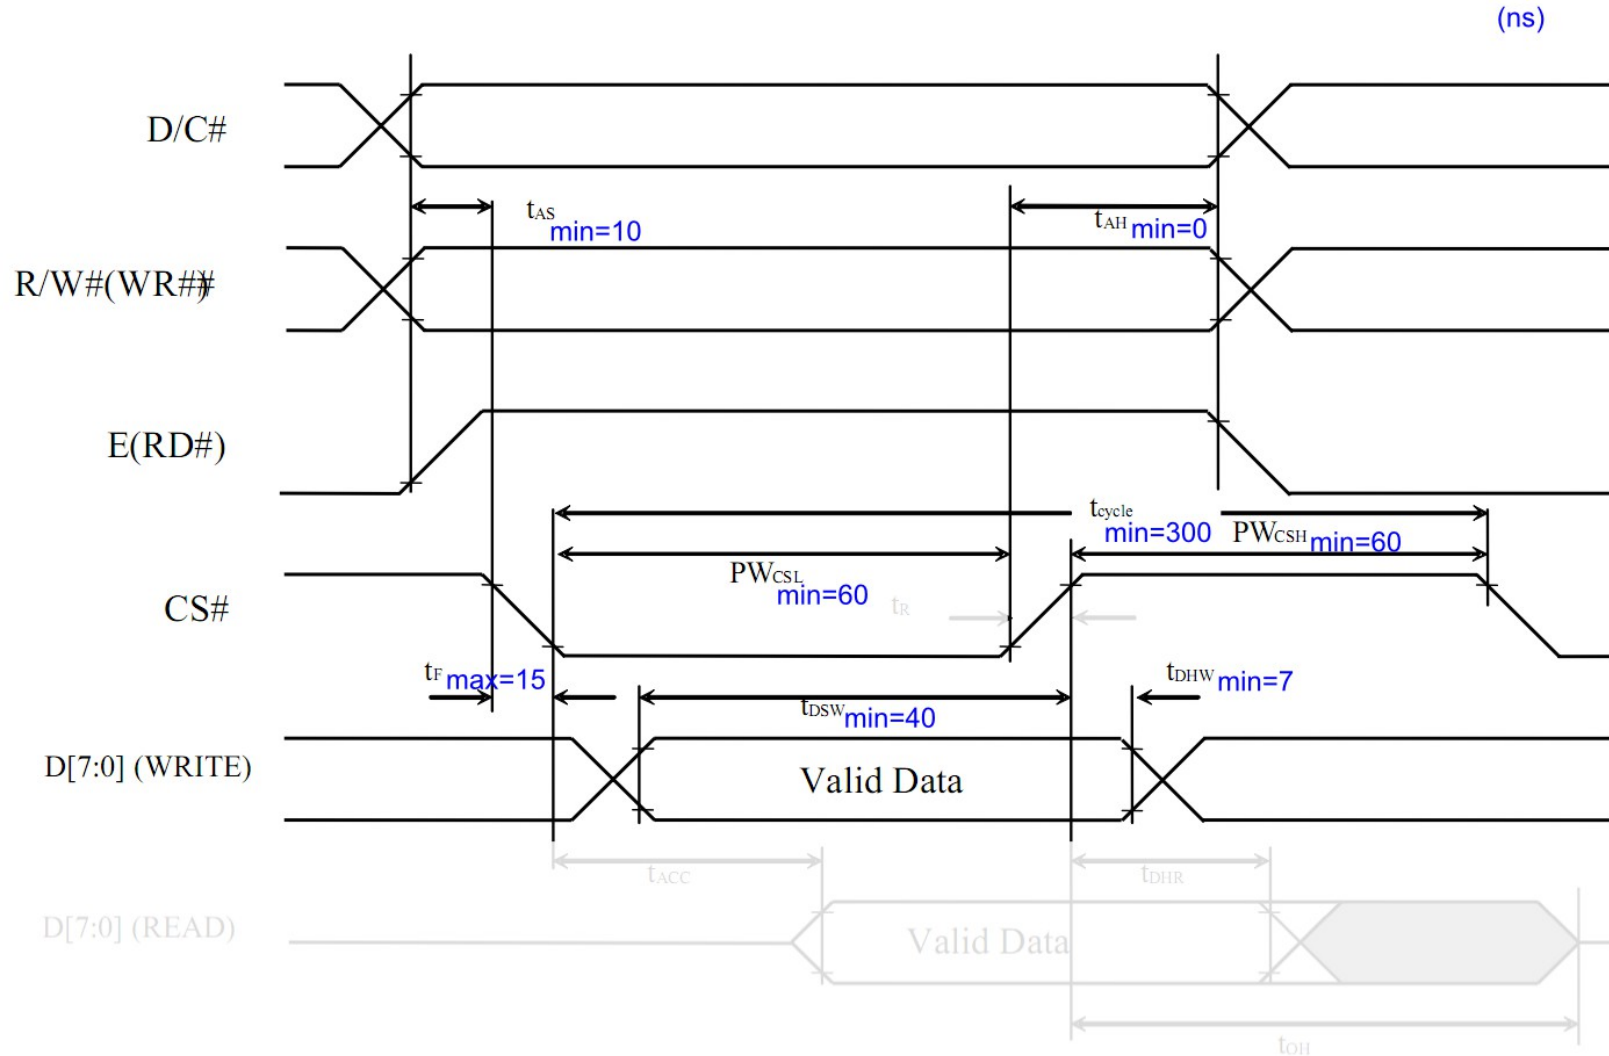 (ns)
D/C#
tAS
min=10
tAH min=0
R/W#(WR##)
E(RD#)
tcycle
min=300
PWCSH min=60
PWCSL
min=60
CS#
tR
tF max=15
tDHW min=7
tDSW min=40
D[7:0] (WRITE)
Valid Data
tACC
tDHR
D[7:0] (READ)
Valid Data
tOH